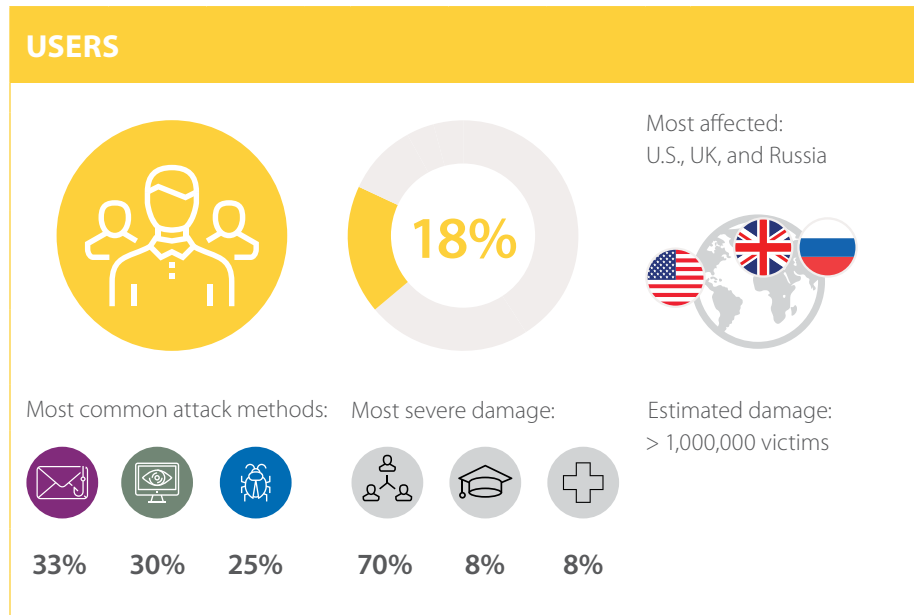 USERS
18%
Most affected:
U.S., UK, and Russia
Most common attack methods:
33% 30% 25%
Most severe damage:
70% 8% 8%
Estimated damage:
> 1,000,000 victims